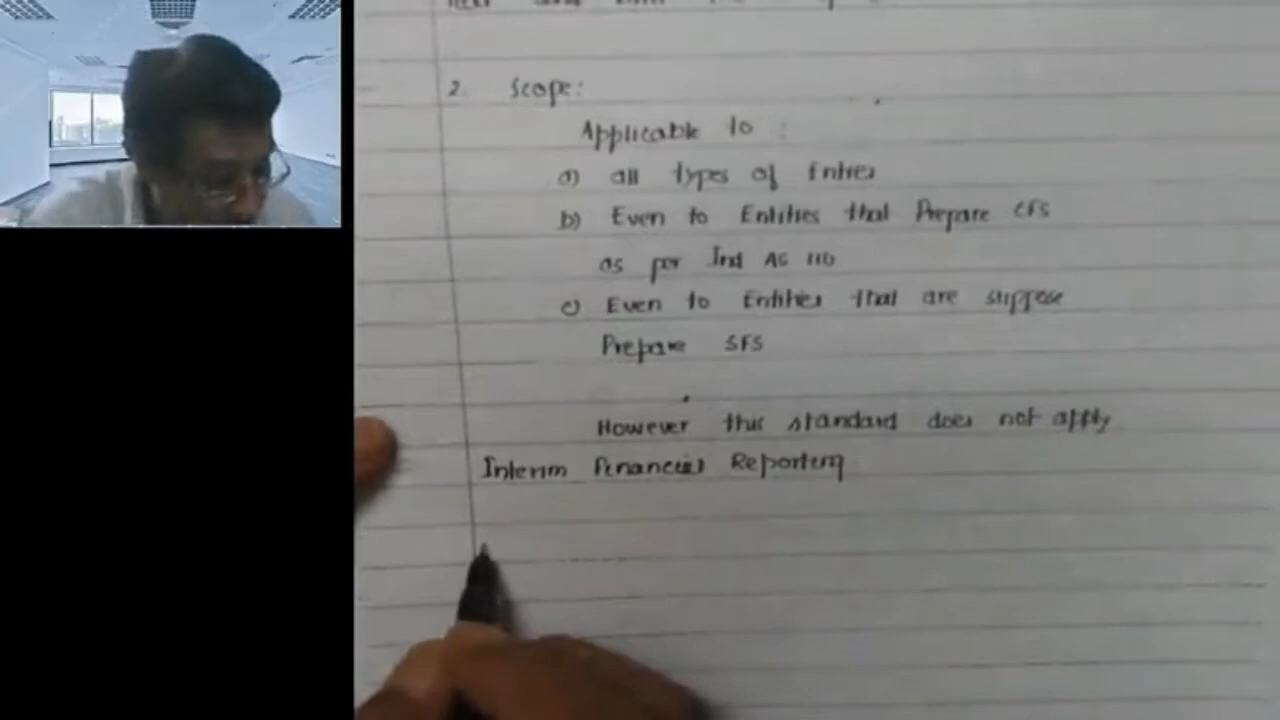 2. Scope:
Applicable to :
a) all types of Entities
b) Even to Entities that Prepare CFS
as per Ind AS 110
c) Even to Entities that are suppose
Prepare SFS
However this standard does not apply
Interim Financial Reporting